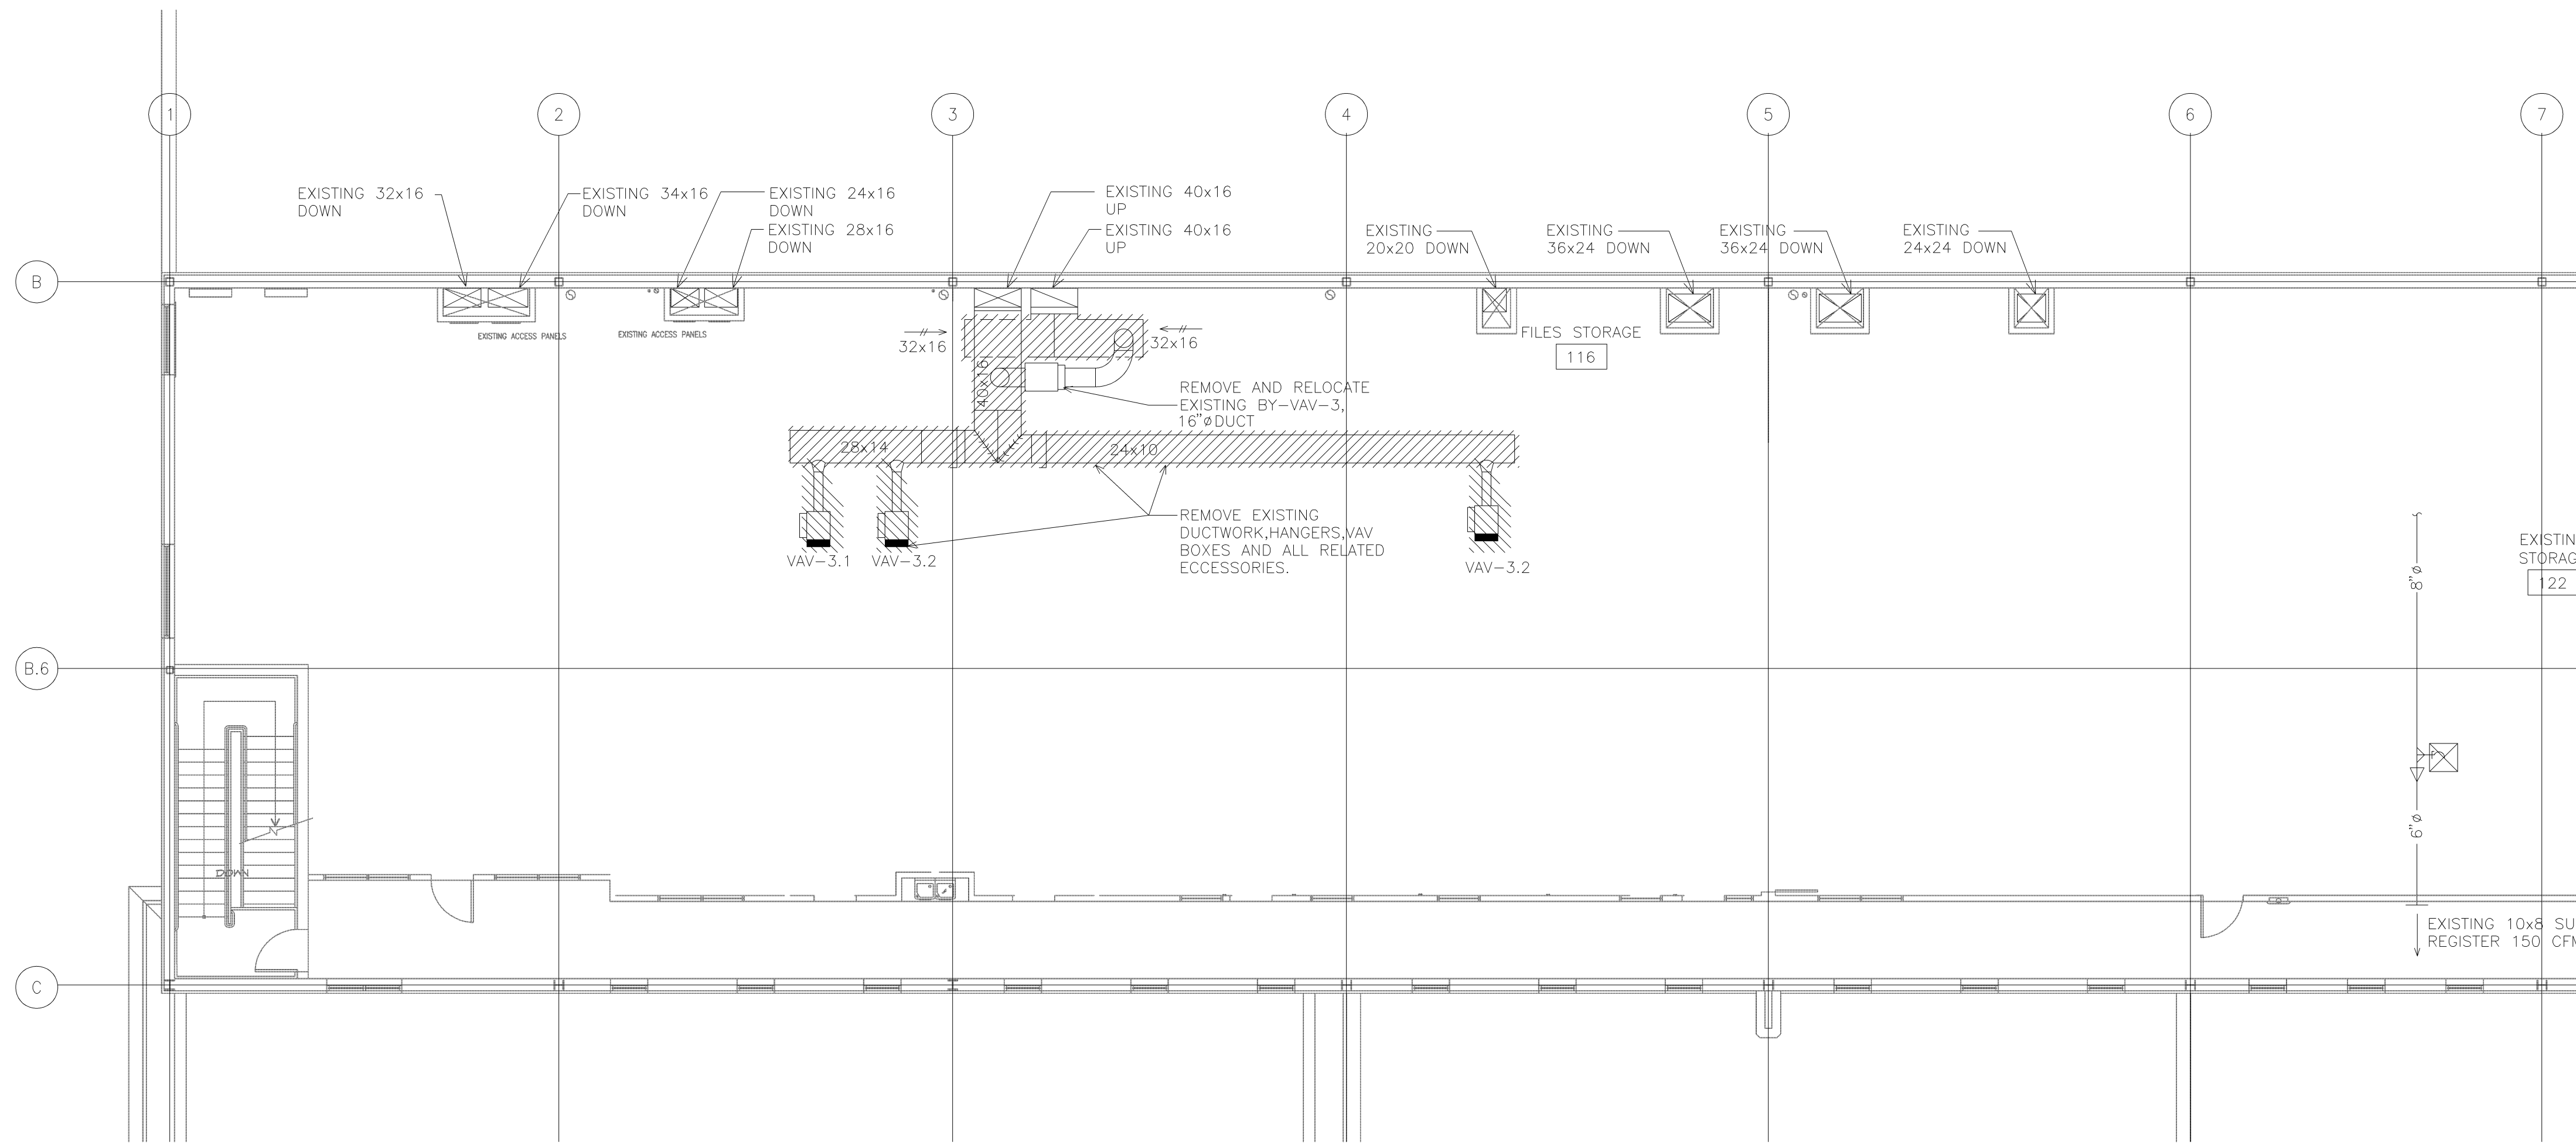 1
2
3
4
5
6
7
EXISTING 32x16
DOWN
EXISTING 34x16
DOWN
EXISTING 24x16
DOWN
EXISTING 28x16
DOWN
EXISTING 40x16
UP
EXISTING 40x16
UP
EXISTING
20x20 DOWN
EXISTING
36x24 DOWN
EXISTING
36x24 DOWN
EXISTING
24x24 DOWN
B
EXISTING ACCESS PANELS
EXISTING ACCESS PANELS
32x16
32x16
FILES STORAGE
116
40x16
REMOVE AND RELOCATE
EXISTING BY-VAV-3,
16"øDUCT
28x14
24x10
REMOVE EXISTING
DUCTWORK,HANGERS,VAV
BOXES AND ALL RELATED
ECCESSORIES.
VAV-3.1
VAV-3.2
VAV-3.2
EXISTIN
STORAG
122
8"ø
B.6
6"ø
DOWN
EXISTING 10x8 SU
REGISTER 150 CFM
C